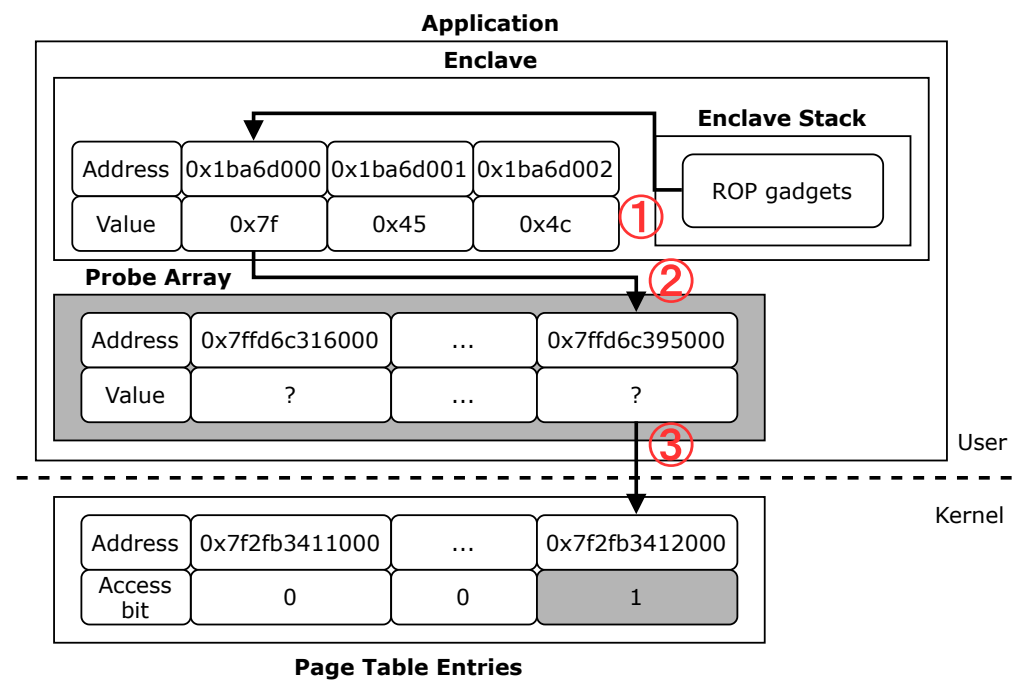 Application
Enclave
Enclave Stack
ROP gadgets
Address 0x1ba6d000 0x1ba6d001 0x1ba6d002
Value 0x7f 0x45 0x4c
①
Probe Array
②
Address 0x7ffd6c316000 ... 0x7ffd6c395000
Value ? ... ?
③
User
Kernel
Address 0x7f2fb3411000 ... 0x7f2fb3412000
Access
bit 0 0 1
Page Table Entries